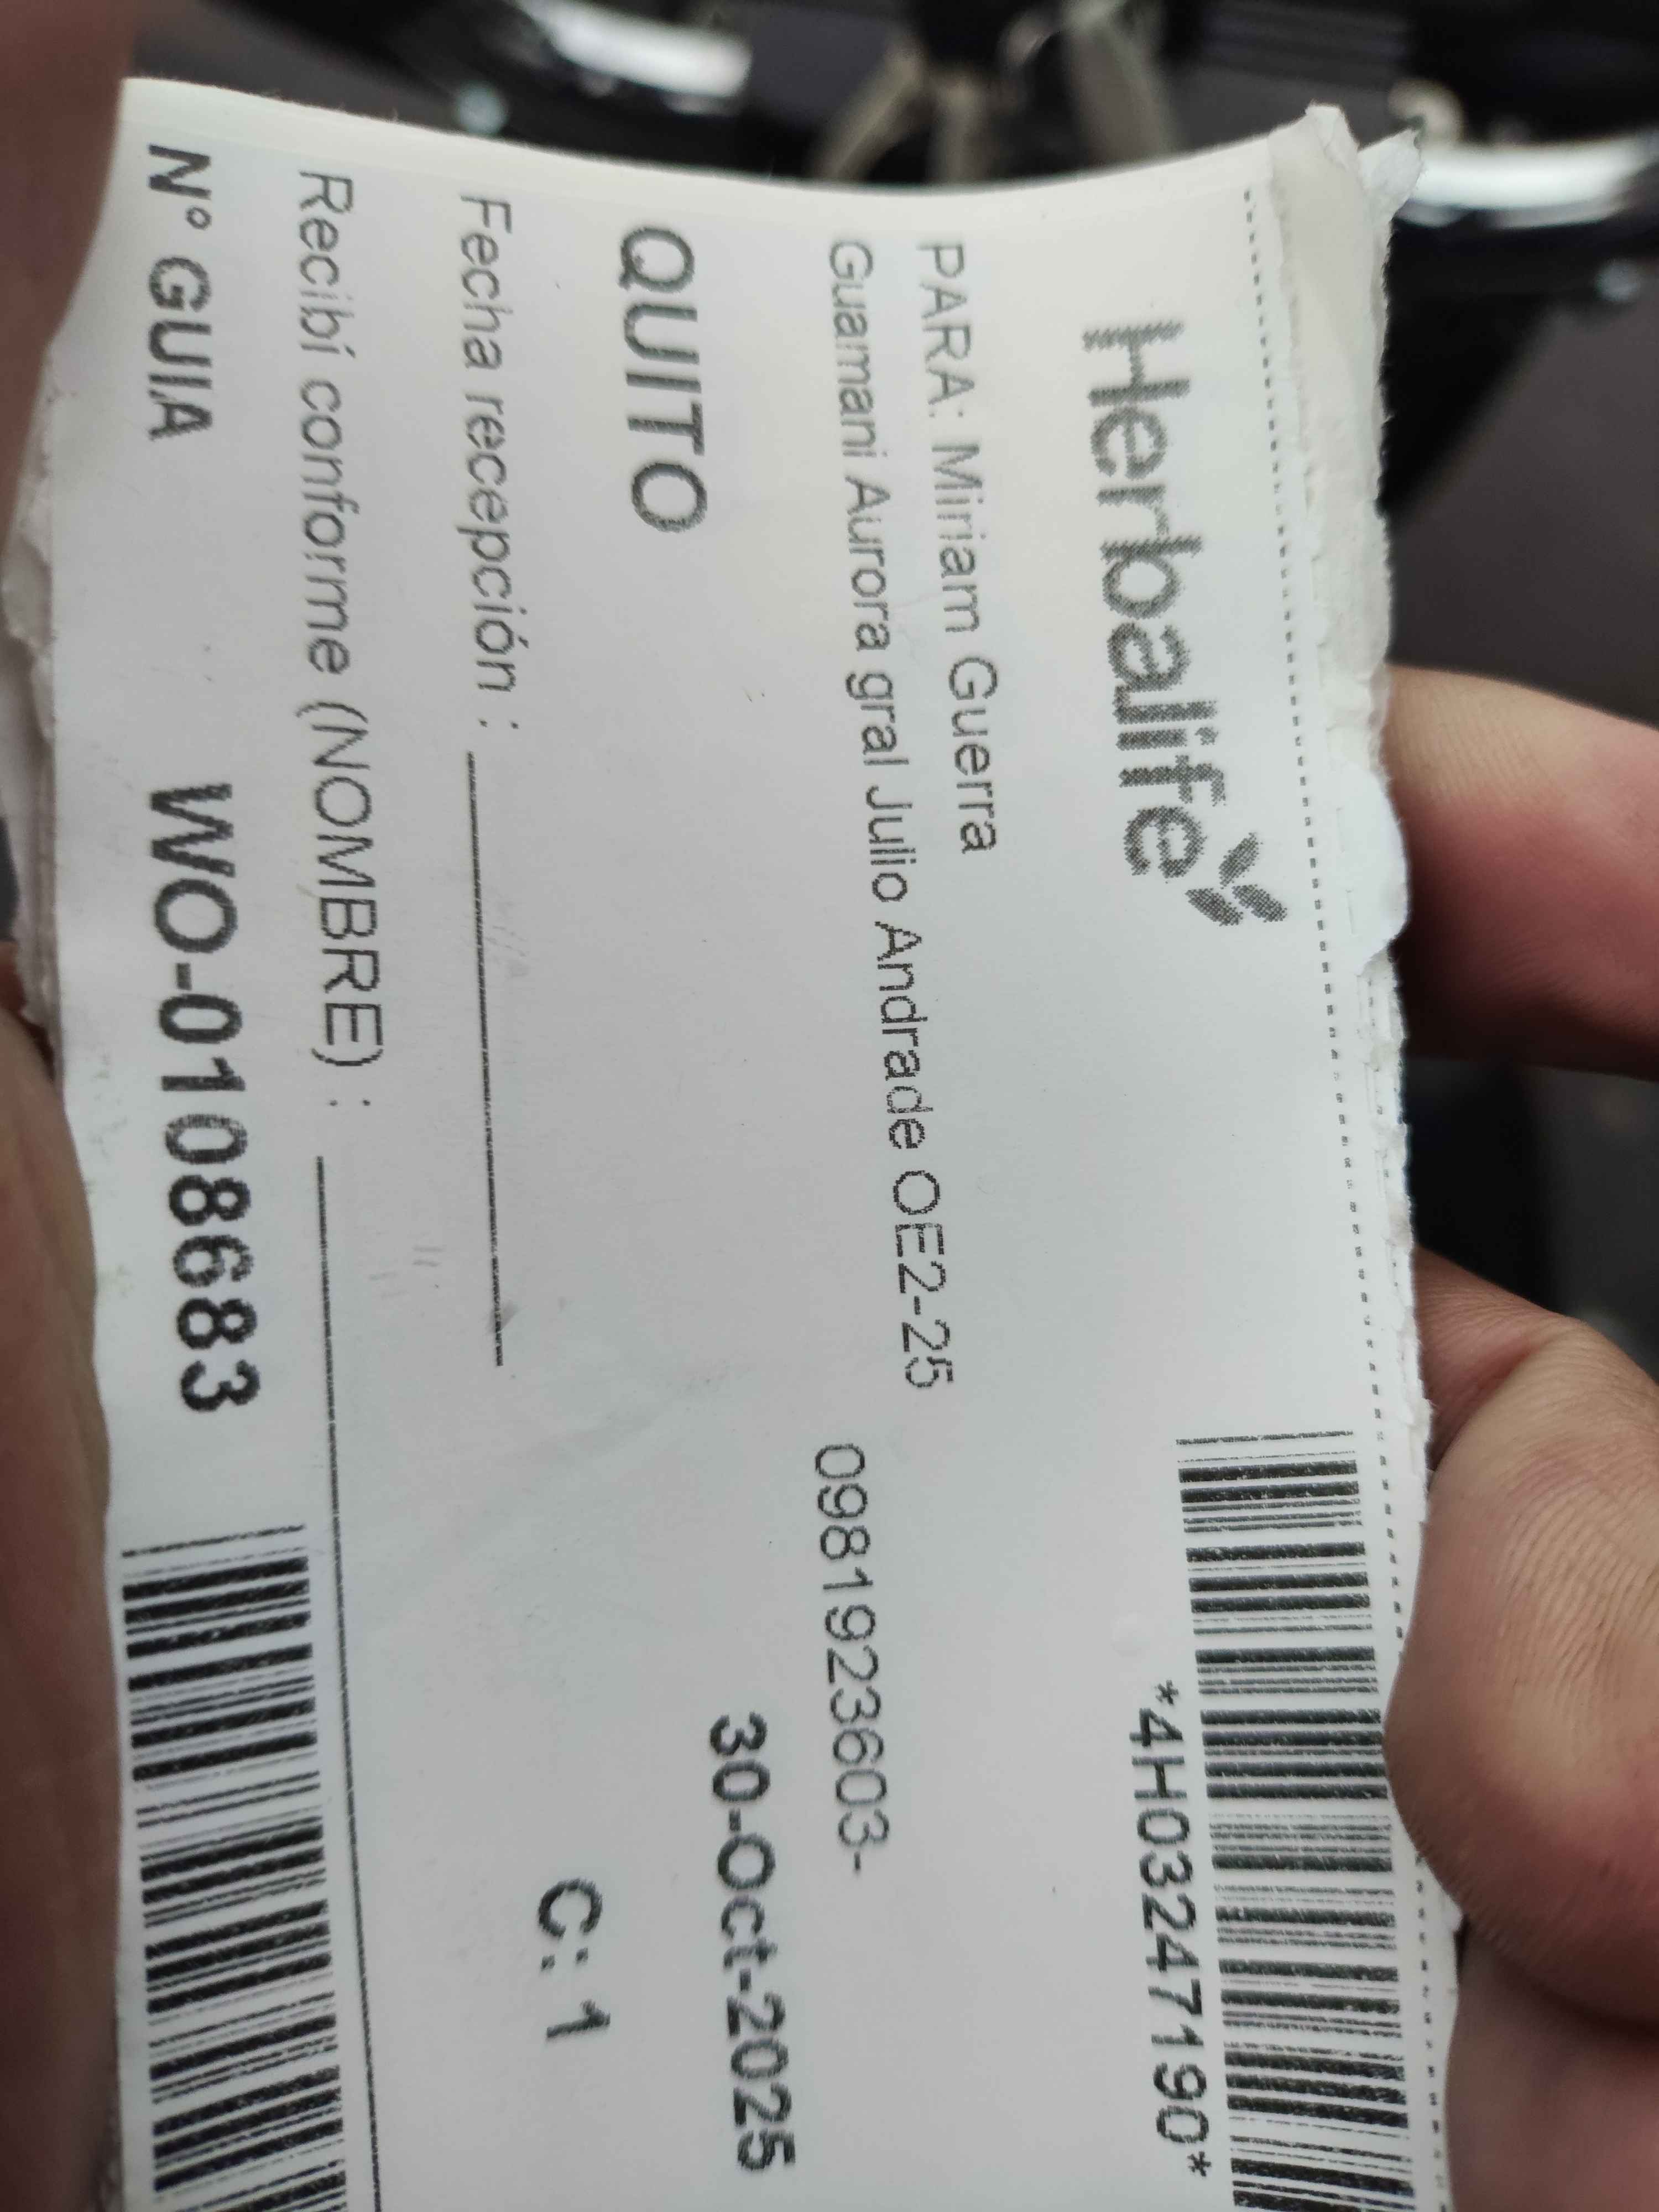 Herbalife
*4H03247190*
PARA: Miriam Guerra
Guamani Aurora gral Julio Andrade OE2-25
0981923603-
QUITO
30-Oct-2025
Fecha recepción :
C: 1
Recibí conforme (NOMBRE) :
N° GUIA WO-0108683